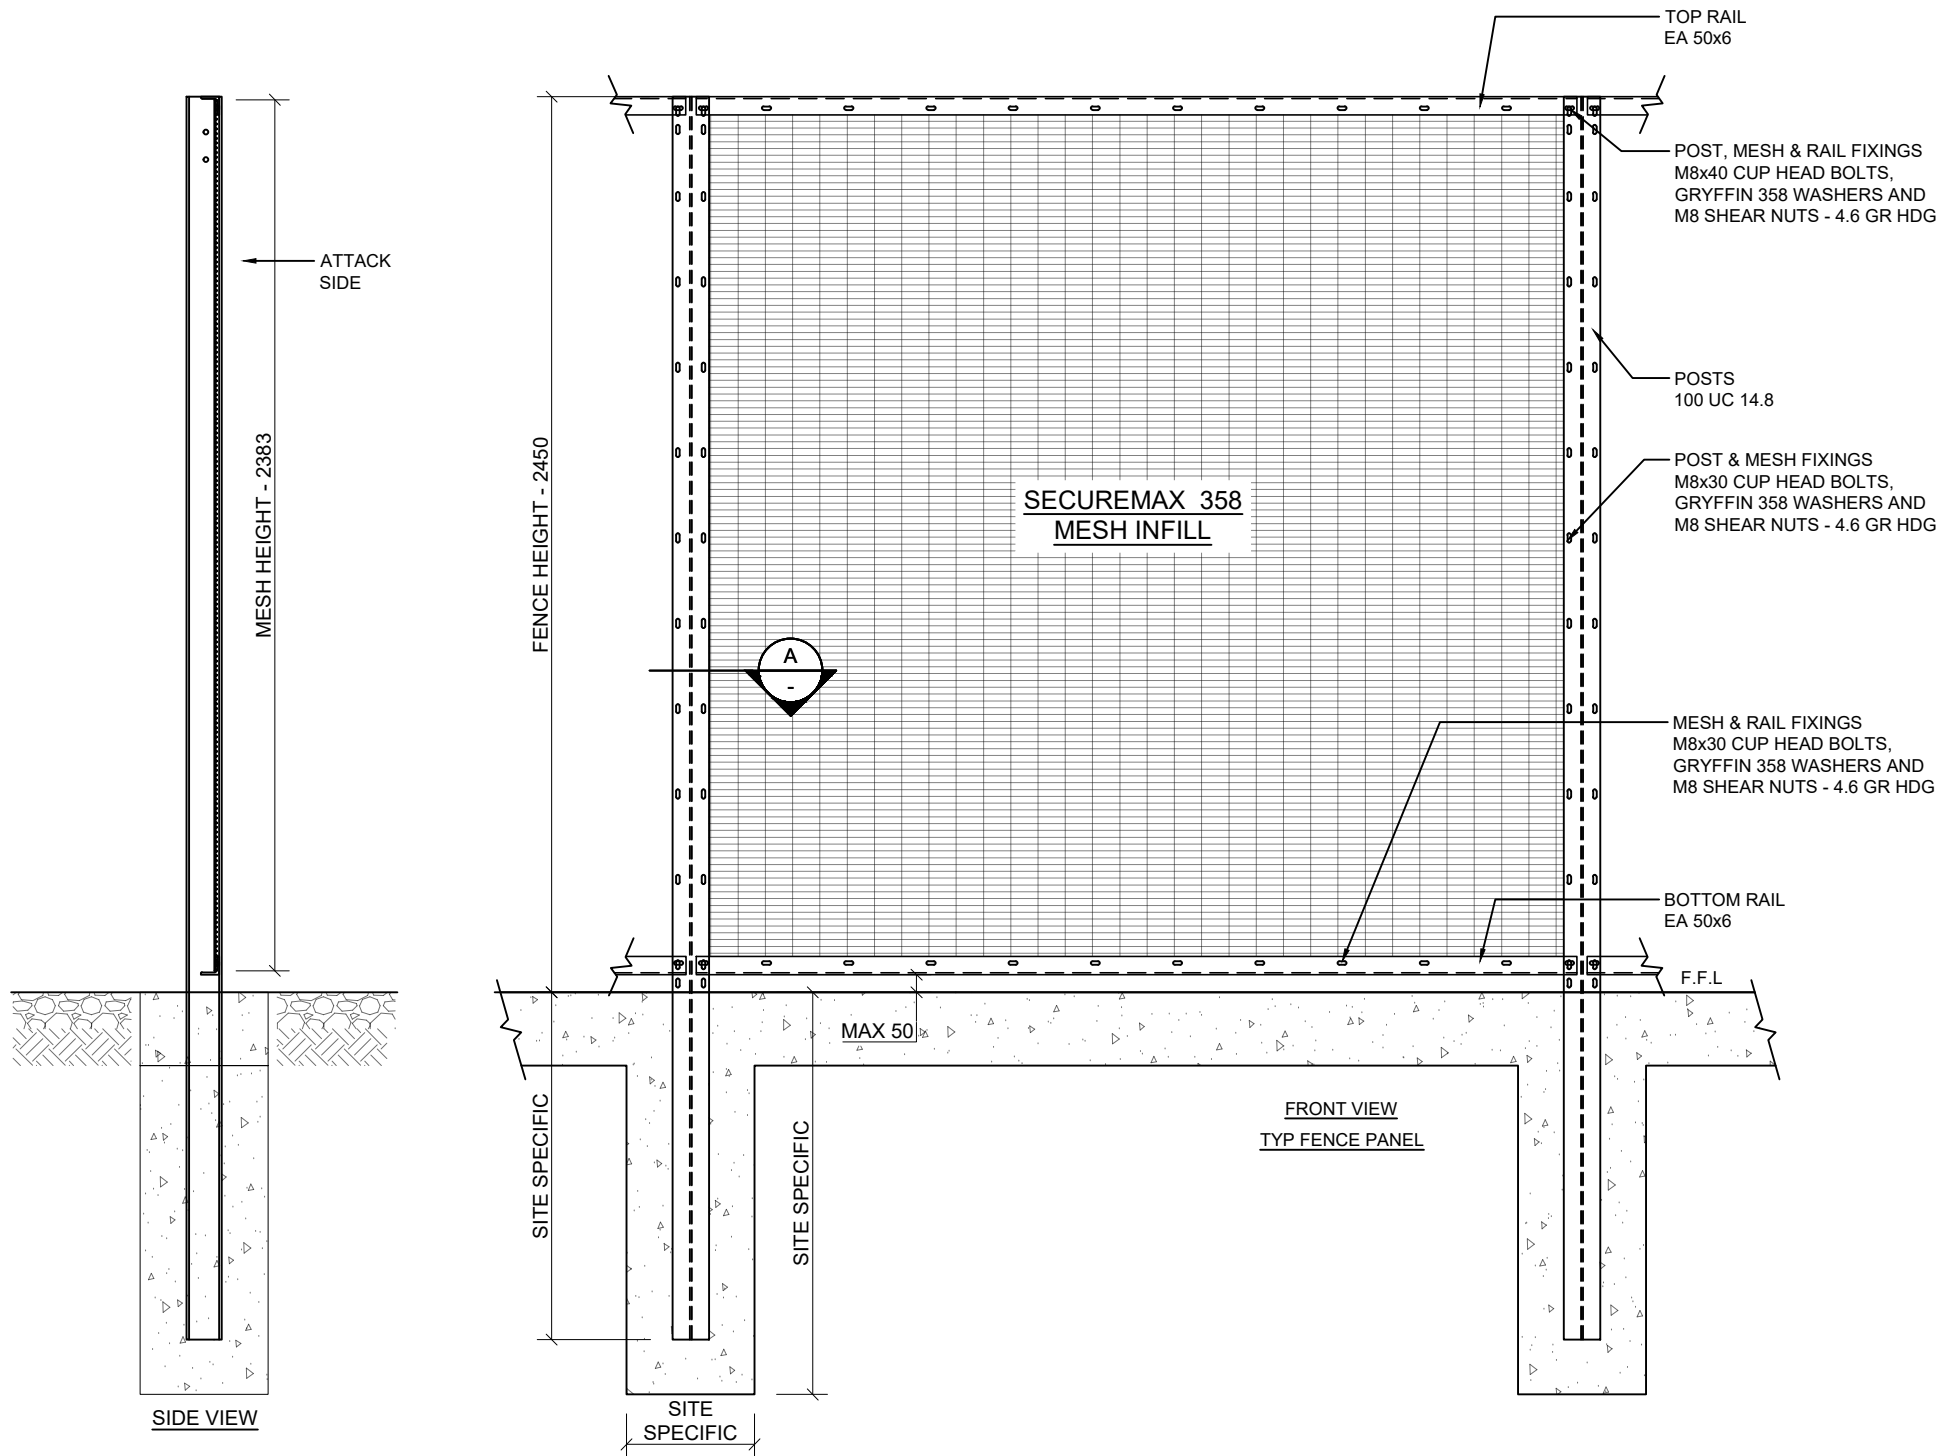 TOP RAIL
EA 50x6
POST, MESH & RAIL FIXINGS
M8x40 CUP HEAD BOLTS,
GRYFFIN 358 WASHERS AND
M8 SHEAR NUTS - 4.6 GR HDG
ATTACK
SIDE
MESH HEIGHT - 2383
FENCE HEIGHT - 2450
POSTS
100 UC 14.8
POST & MESH FIXINGS
M8x30 CUP HEAD BOLTS,
GRYFFIN 358 WASHERS AND
M8 SHEAR NUTS - 4.6 GR HDG
SECUREMAX 358
MESH INFILL
A
-
MESH & RAIL FIXINGS
M8x30 CUP HEAD BOLTS,
GRYFFIN 358 WASHERS AND
M8 SHEAR NUTS - 4.6 GR HDG
BOTTOM RAIL
EA 50x6
F.F.L
MAX 50
SITE SPECIFIC
SITE SPECIFIC
FRONT VIEW
TYP FENCE PANEL
SIDE VIEW
SITE
SPECIFIC